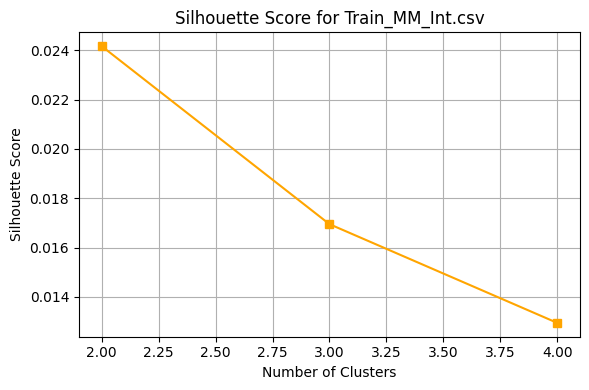 Silhouette Score for Train_MM_Int.csv
Silhouette Score
0.024
0.022
0.020
0.018
0.016
0.014
2.00 2.25 2.50 2.75 3.00 3.25 3.50 3.75 4.00
Number of Clusters